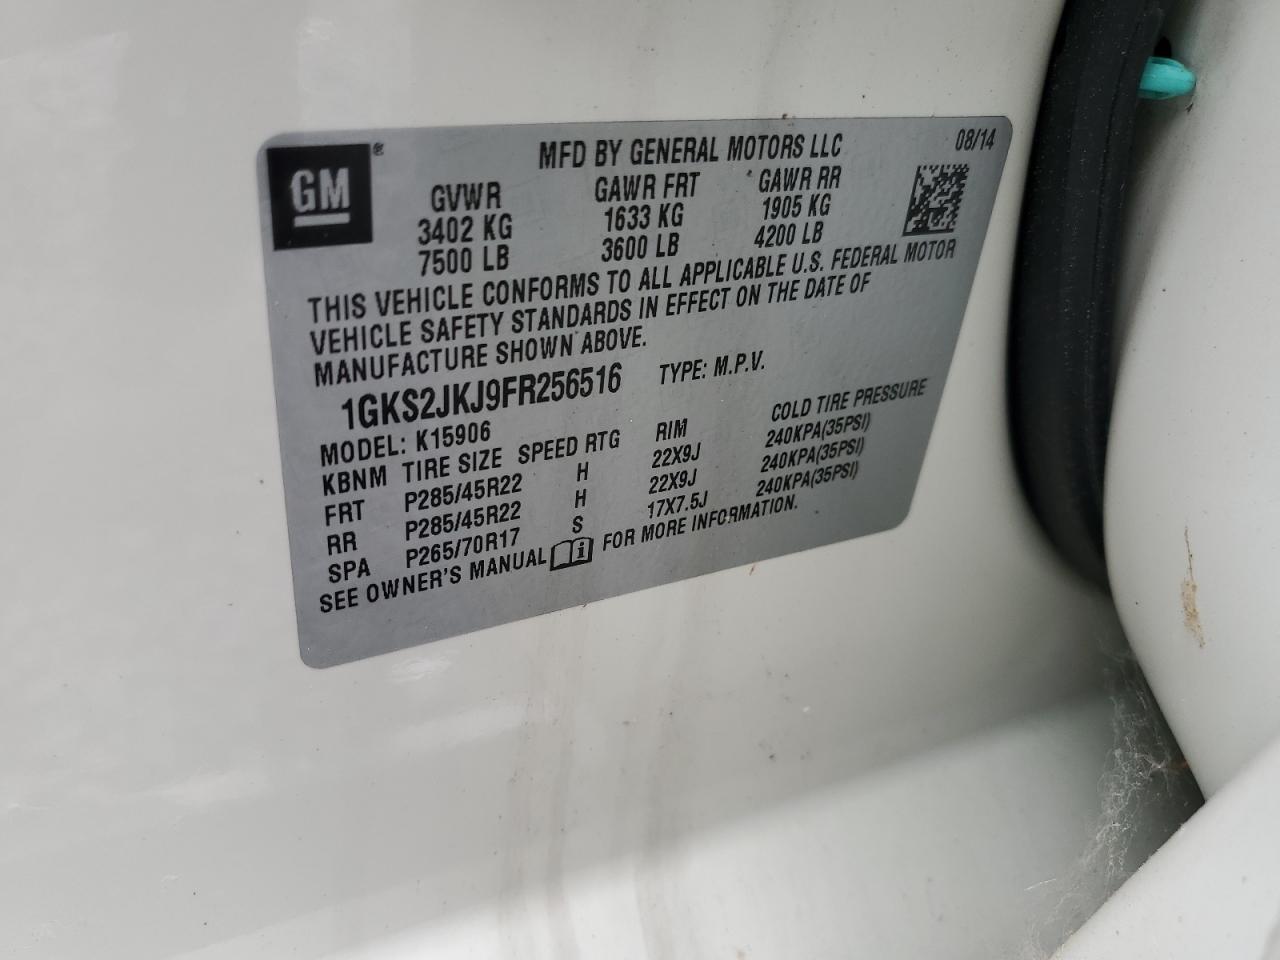 GM®
MFD BY GENERAL MOTORS LLC 08/14
GVWR GAWR FRT GAWR RR
3402 KG 1633 KG 1905 KG
7500 LB 3600 LB 4200 LB
THIS VEHICLE CONFORMS TO ALL APPLICABLE U.S. FEDERAL MOTOR
VEHICLE SAFETY STANDARDS IN EFFECT ON THE DATE OF
MANUFACTURE SHOWN ABOVE.
1GKS2JKJ9FR256516 TYPE: M.P.V.
MODEL: K15906
KBNM TIRE SIZE SPEED RTG RIM COLD TIRE PRESSURE
FRT P285/45R22 H 22X9J 240KPA(35PSI)
RR P285/45R22 H 22X9J 240KPA(35PSI)
SPA P265/70R17 S 17X7.5J 240KPA(35PSI)
SEE OWNER'S MANUAL FOR MORE INFORMATION.